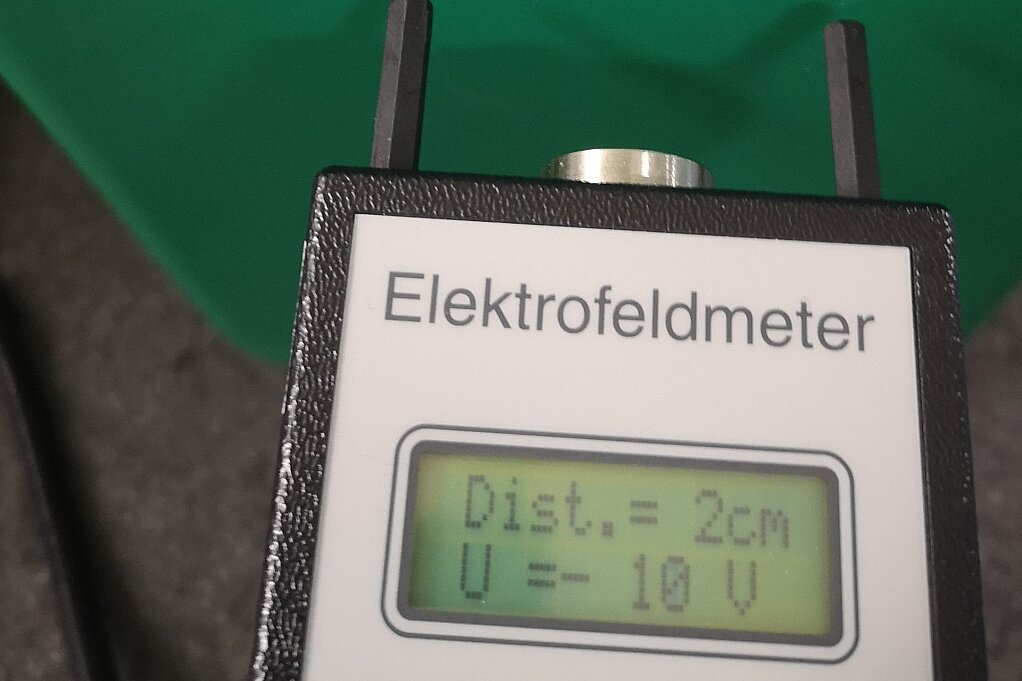 Elektrofeldmeter
Dist.= 2cm
U =- 10 V